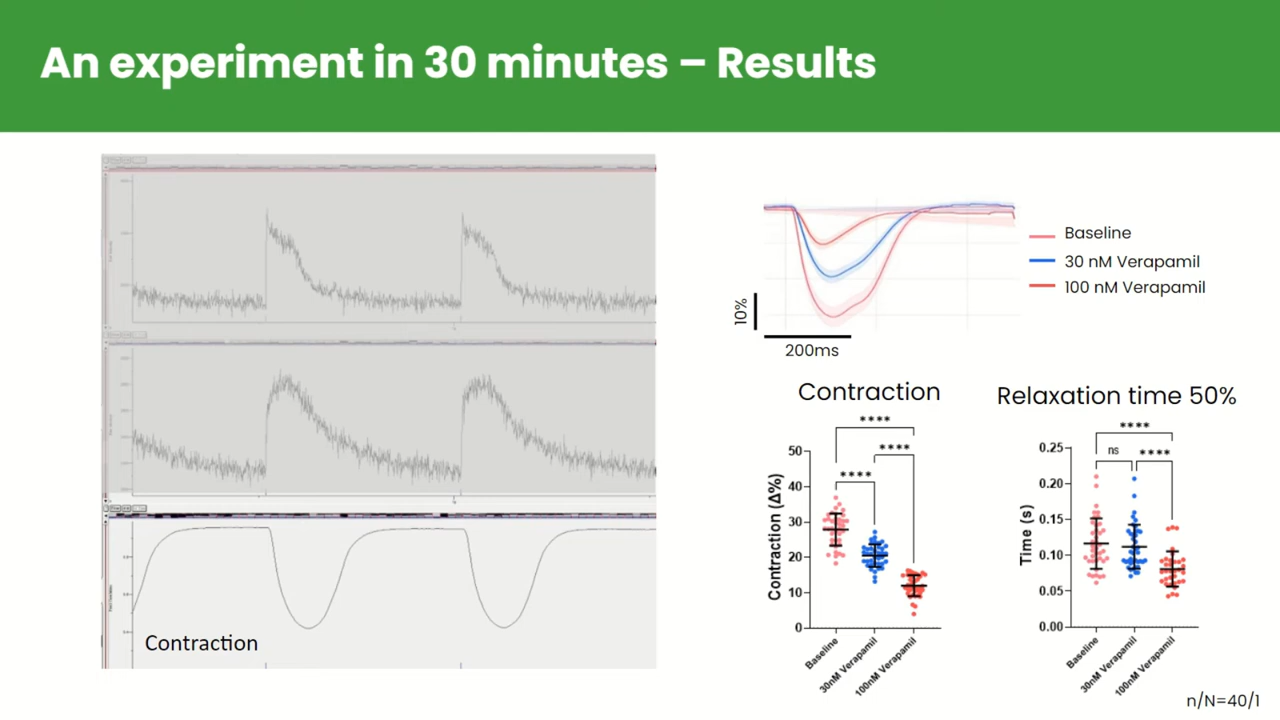 An experiment in 30 minutes – Results
Contraction
Baseline
30 nM Verapamil
100 nM Verapamil
10%
200ms
Contraction
****
****
****
Contraction (Δ%)
50
40
30
20
10
0
Baseline
30nM Verapamil
100nM Verapamil
Relaxation time 50%
****
ns
****
Time (s)
0.25
0.20
0.15
0.10
0.05
0.00
Baseline
30nM Verapamil
100nM Verapamil
n/N=40/1